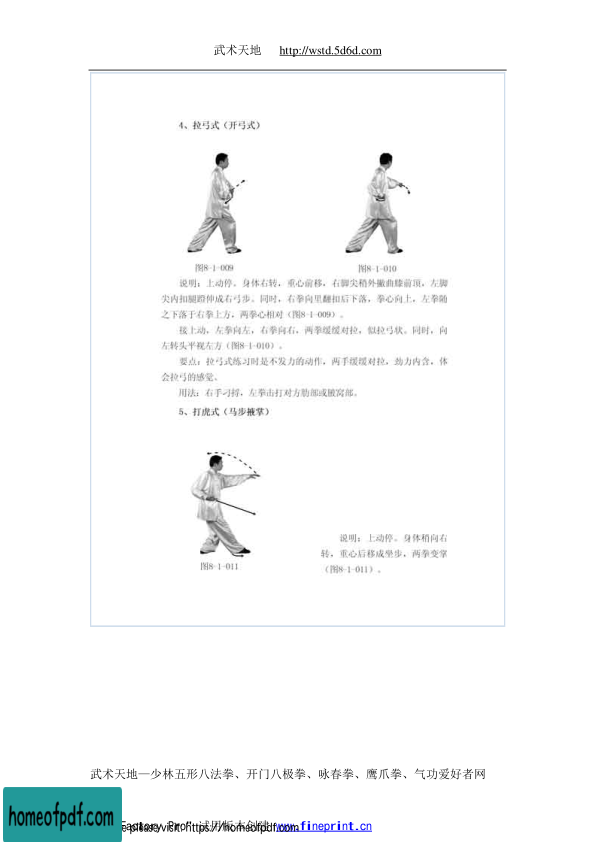 武术天地 http://wstd.5d6d.com
4、拉弓式（开弓式）
图8-1-009 图8-1-010
说明：上动停。身体右转，重心前移，右脚尖稍外撇曲膝前顶，左脚
尖内扣腿蹬伸成右弓步。同时，右拳向里翻扣后下落，拳心向上，左拳随
之下落于右拳上方，两拳心相对（图8-1-009）。
接上动，左拳向左，右拳向右，两拳缓缓对拉，似拉弓状。同时，向
左转头平视左方（图8-1-010）。
要点：拉弓式练习时是不发力的动作，两手缓缓对拉，劲力内含，体
会拉弓的感觉。
用法：右手刁捋，左拳击打对方肋部或腋窝部。
5、打虎式（马步掖掌）
说明：上动停。身体稍向右
转，重心后移成坐步，两拳变掌
（图8-1-011）。
图8-1-011
武术天地—少林五形八法拳、开门八极拳、咏春拳、鹰爪拳、气功爱好者网
homeofpdf.com
please visit: https://homeofpdf.com
Factory Pro" 试用版本创建 www.fineprint.cn